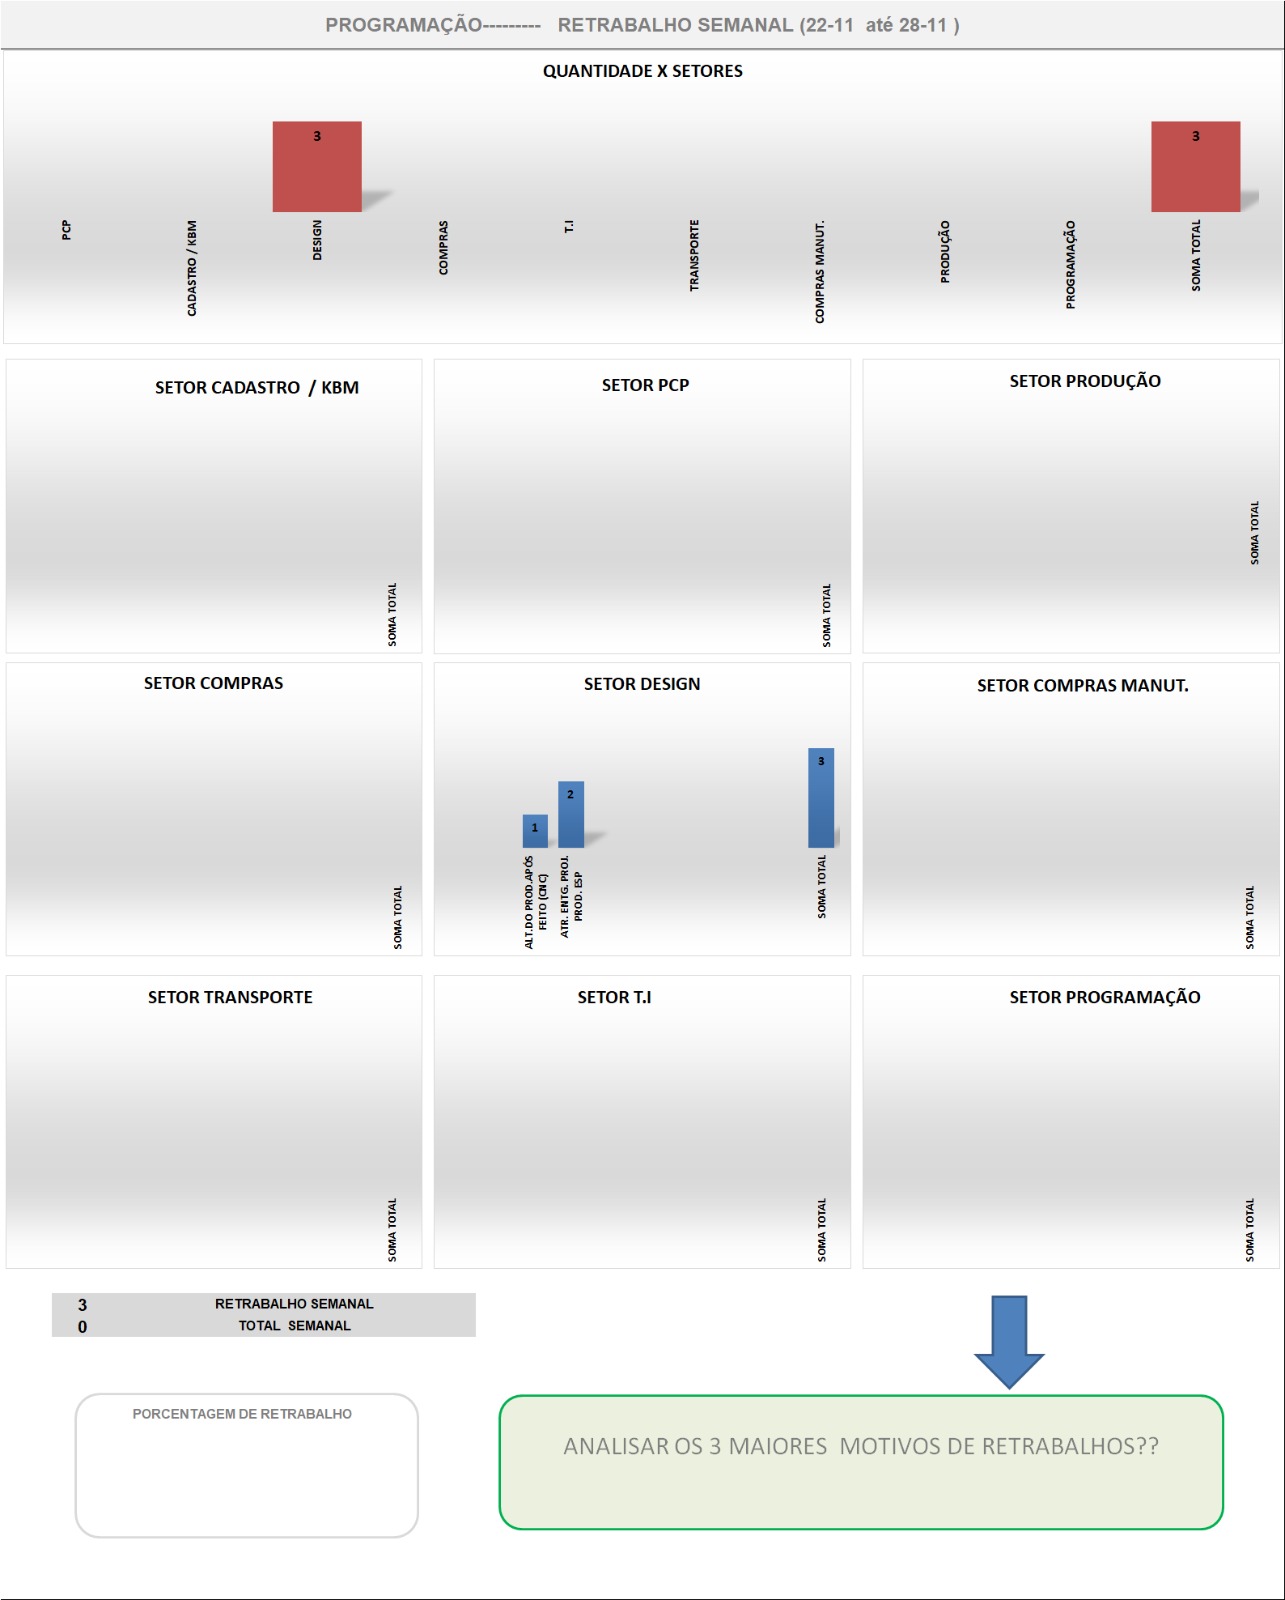 PROGRAMAÇÃO--------- RETRABALHO SEMANAL (22-11 até 28-11 )
QUANTIDADE X SETORES
3
3
PCP
CADASTRO / KBM
DESIGN
COMPRAS
T.I
TRANSPORTE
COMPRAS MANUT.
PRODUÇÃO
PROGRAMAÇÃO
SOMA TOTAL
SETOR CADASTRO / KBM
SOMA TOTAL
SETOR PCP
SOMA TOTAL
SETOR PRODUÇÃO
SOMA TOTAL
SETOR COMPRAS
SOMA TOTAL
SETOR DESIGN
1
2
3
ALT.DO PROD.APÓS
FEITO (CNC)
ATR. ENTG. PROJ.
PROD. ESP
SOMA TOTAL
SETOR COMPRAS MANUT.
SOMA TOTAL
SETOR TRANSPORTE
SOMA TOTAL
SETOR T.I
SOMA TOTAL
SETOR PROGRAMAÇÃO
SOMA TOTAL
3 RETRABALHO SEMANAL
0 TOTAL SEMANAL
PORCENTAGEM DE RETRABALHO
ANALISAR OS 3 MAIORES MOTIVOS DE RETRABALHOS??